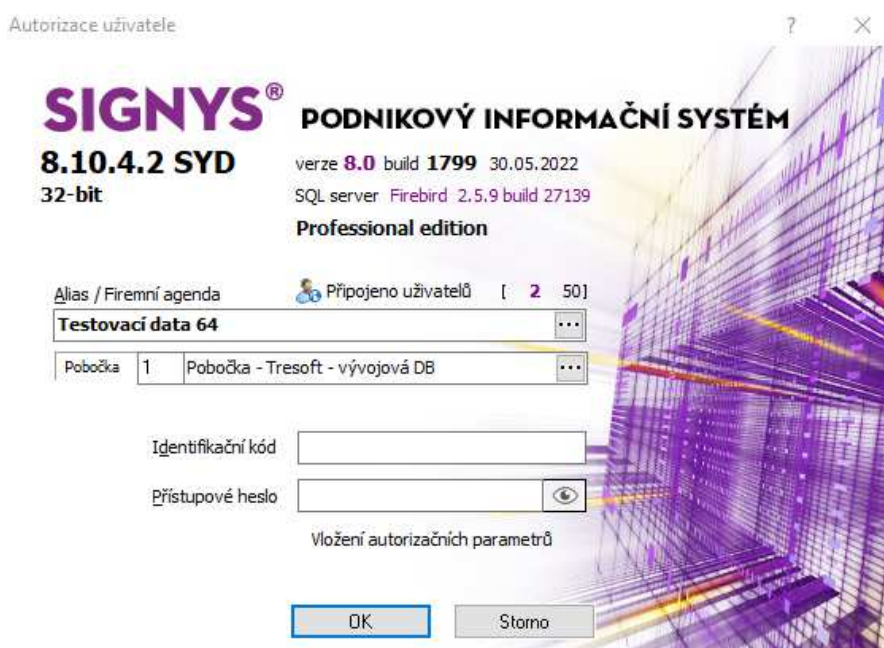 Autorizace uživatele ?
SIGNYS® PODNIKOVÝ INFORMAČNÍ SYSTÉM
8.10.4.2 SYD verze 8.0 build 1799 30.05.2022
32-bit SQL server Firebird 2.5.9 build 27139
Professional edition
Alias / Firemní agenda Připojeno uživatelů [ 2 50]
Testovací data 64 ...
Pobočka 1 Pobočka - Tresoft - vývojová DB ...
Identifikační kód
Přístupové heslo
Vložení autorizačních parametrů
OK Storno